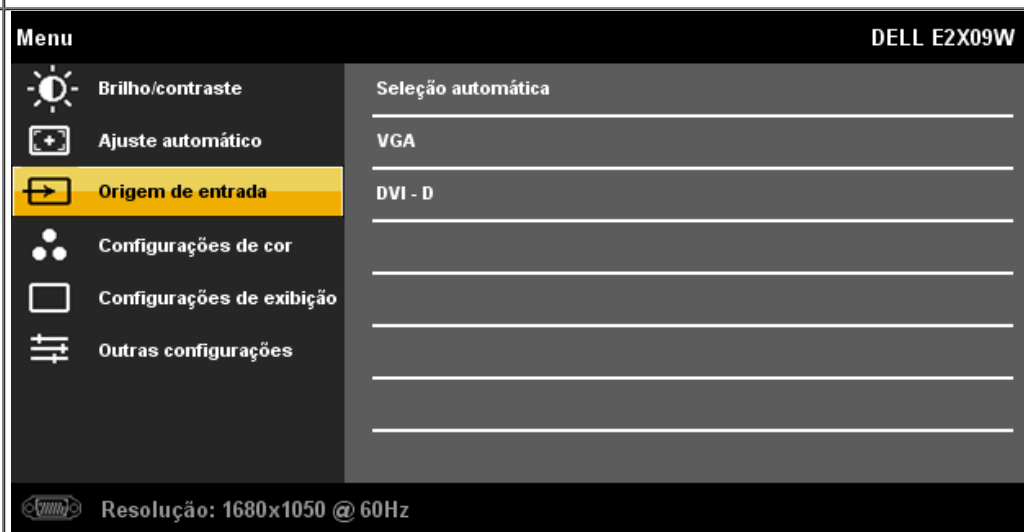 Menu
DELL E2X09W
Brilho/contraste
Seleção automática
Ajuste automático
VGA
Origem de entrada
DVI - D
Configurações de cor
Configurações de exibição
Outras configurações
Resolução: 1680x1050 @ 60Hz